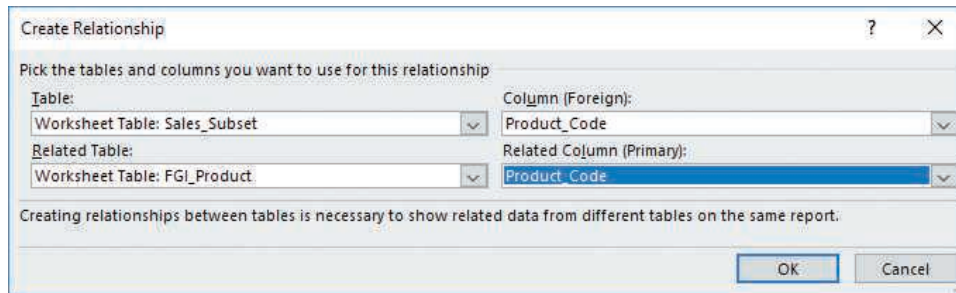 Create Relationship ? X
Pick the tables and columns you want to use for this relationship
Table: Column (Foreign):
Worksheet Table: Sales_Subset Product_Code
Related Table: Related Column (Primary):
Worksheet Table: FGI_Product Product_Code
Creating relationships between tables is necessary to show related data from different tables on the same report.
OK Cancel